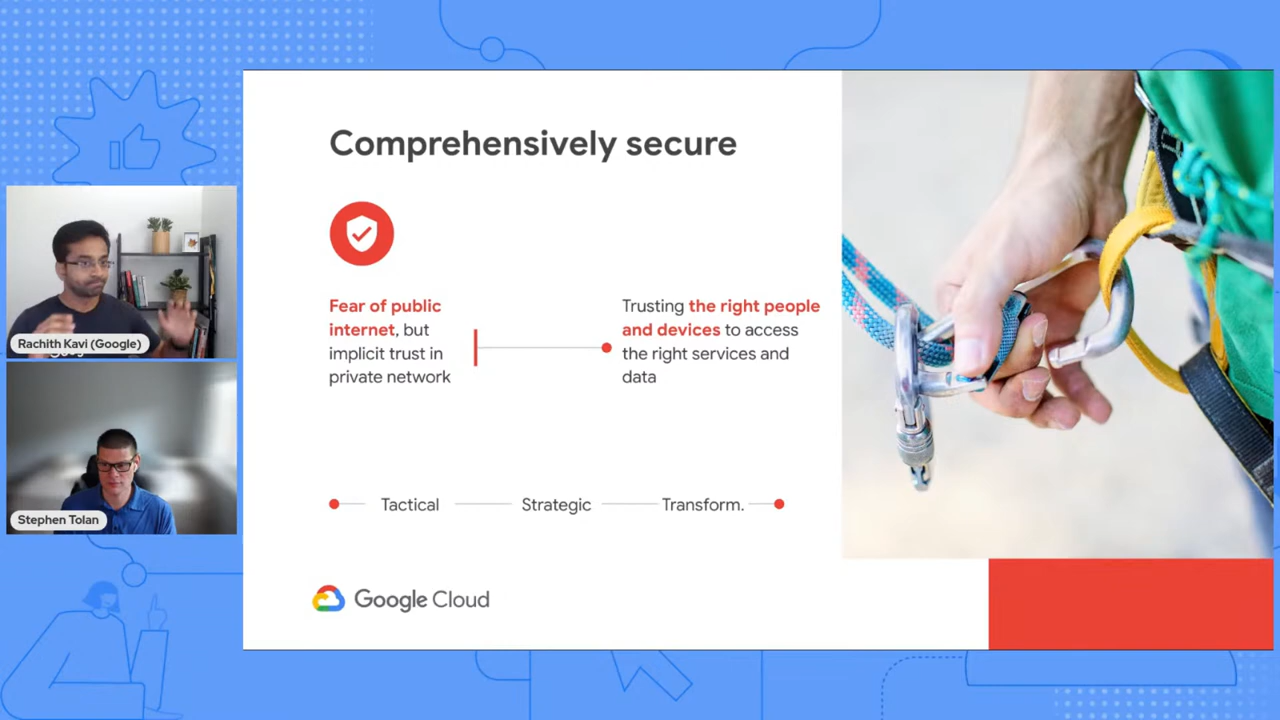 Comprehensively secure
Fear of public
internet, but
implicit trust in
private network
Trusting the right people
and devices to access
the right services and
data
Tactical
Strategic
Transform.
Google Cloud
Rachith Kavi (Google)
Stephen Tolan